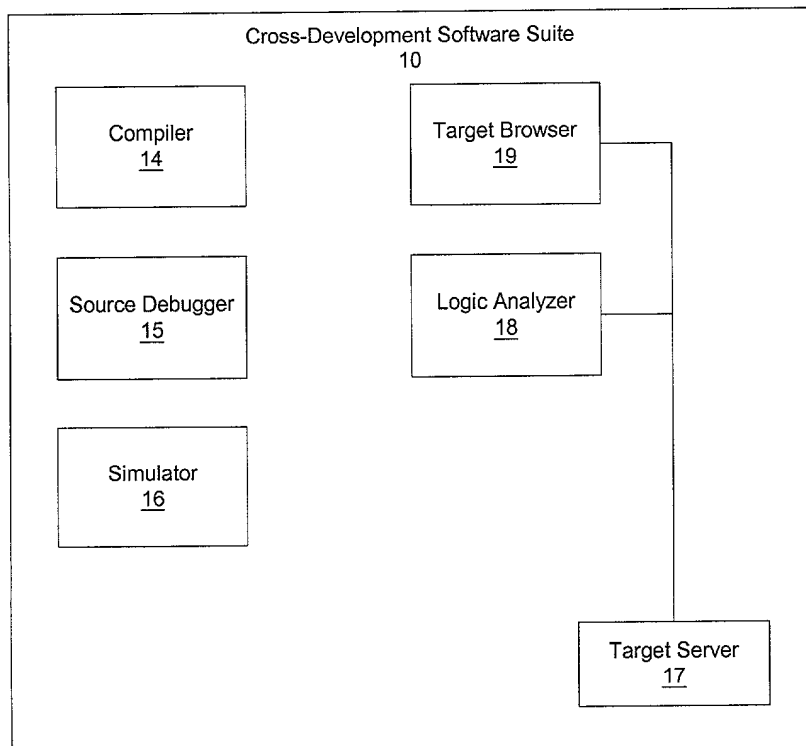 Cross-Development Software Suite
10
Compiler
14
Target Browser
19
Source Debugger
15
Logic Analyzer
18
Simulator
16
Target Server
17